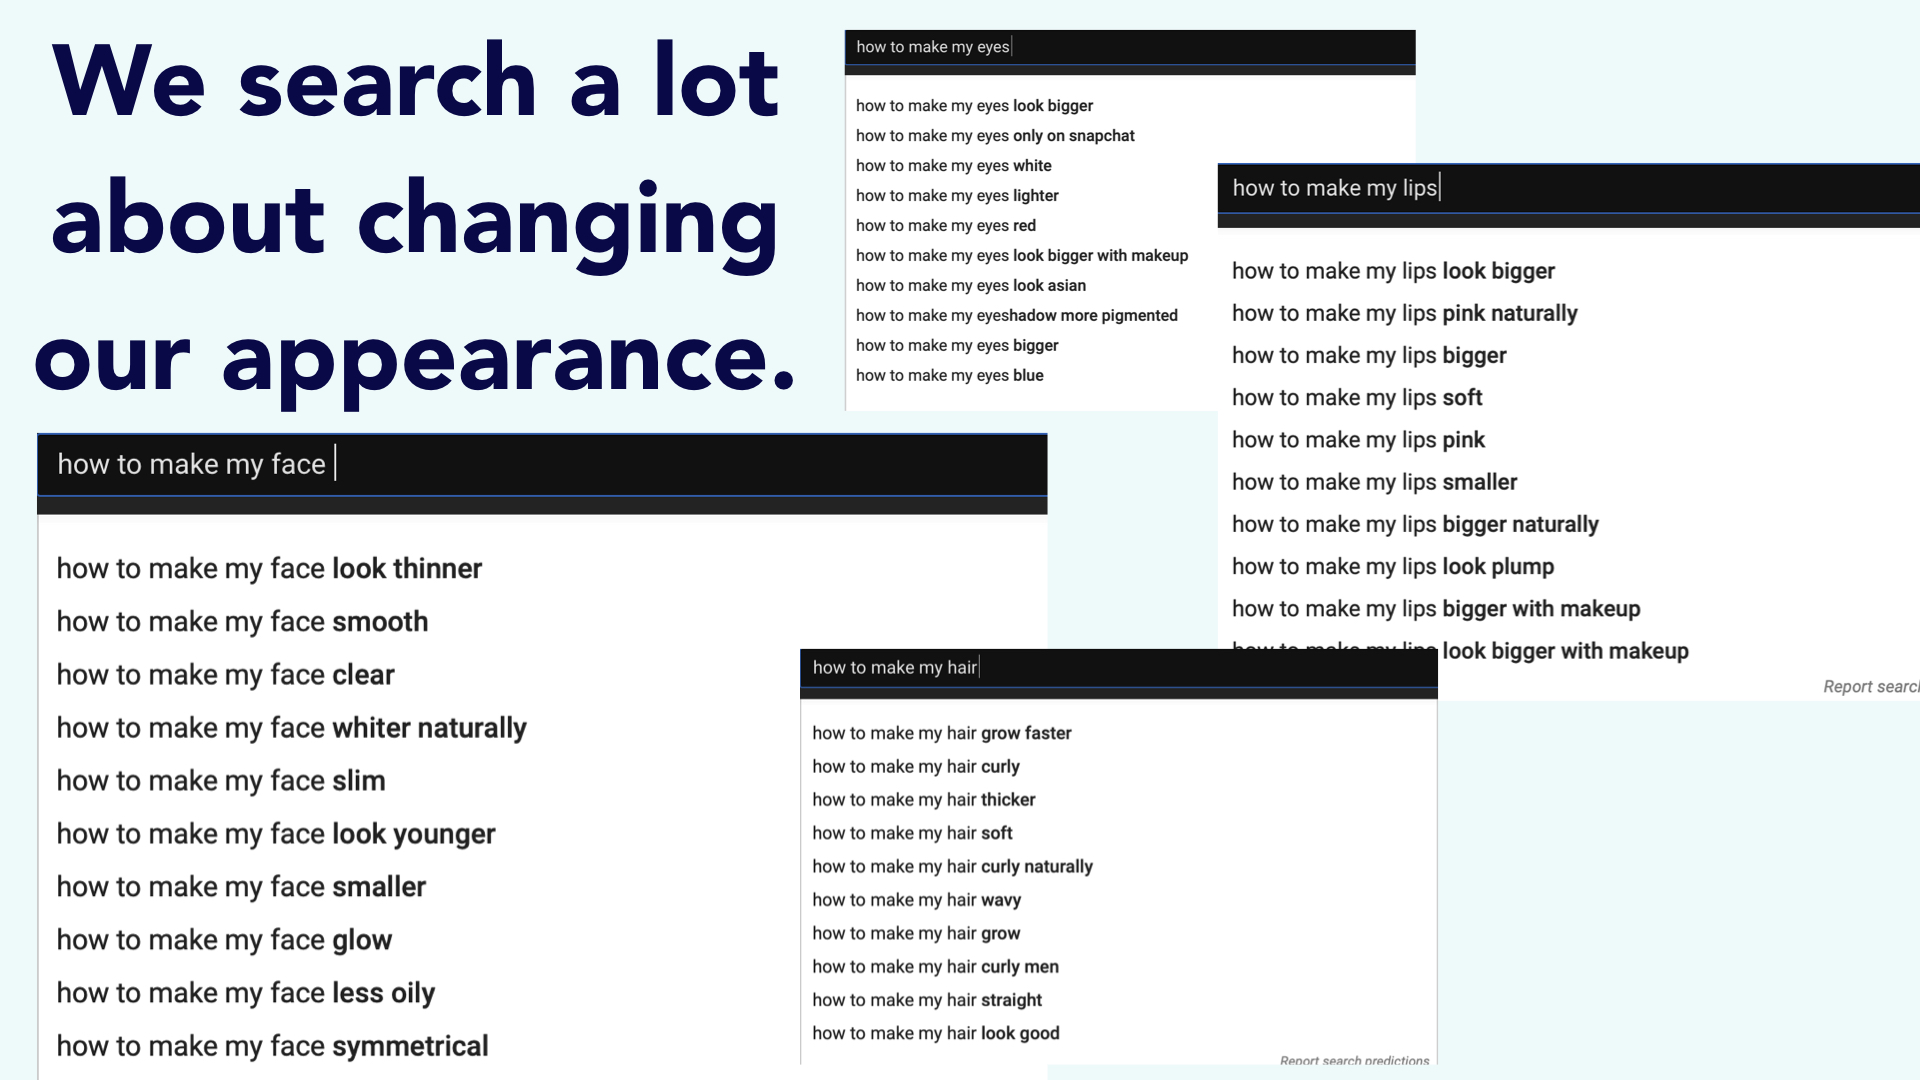 We search a lot
about changing
our appearance.
how to make my eyes
how to make my eyes look bigger
how to make my eyes only on snapchat
how to make my eyes white
how to make my eyes lighter
how to make my eyes red
how to make my eyes look bigger with makeup
how to make my eyes look asian
how to make my eyeshadow more pigmented
how to make my eyes bigger
how to make my eyes blue
how to make my lips
how to make my lips look bigger
how to make my lips pink naturally
how to make my lips bigger
how to make my lips soft
how to make my lips pink
how to make my lips smaller
how to make my lips bigger naturally
how to make my lips look plump
how to make my lips bigger with makeup
how to make my lips look bigger with makeup
Report search
how to make my face
how to make my face look thinner
how to make my face smooth
how to make my face clear
how to make my face whiter naturally
how to make my face slim
how to make my face look younger
how to make my face smaller
how to make my face glow
how to make my face less oily
how to make my face symmetrical
how to make my hair
how to make my hair grow faster
how to make my hair curly
how to make my hair thicker
how to make my hair soft
how to make my hair curly naturally
how to make my hair wavy
how to make my hair grow
how to make my hair curly men
how to make my hair straight
how to make my hair look good
Report search predictions